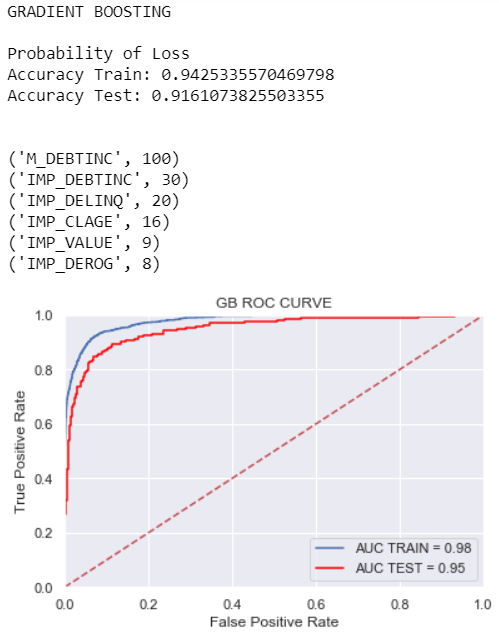 GRADIENT BOOSTING
Probability of Loss
Accuracy Train: 0.9425335570469798
Accuracy Test: 0.9161073825503355
('M_DEBTINC', 100)
('IMP_DEBTINC', 30)
('IMP_DELINQ', 20)
('IMP_CLAGE', 16)
('IMP_VALUE', 9)
('IMP_DEROG', 8)
GB ROC CURVE
True Positive Rate
1.0
0.8
0.6
0.4
0.2
0.0
AUC TRAIN = 0.98
AUC TEST = 0.95
0.0 0.2 0.4 0.6 0.8 1.0
False Positive Rate